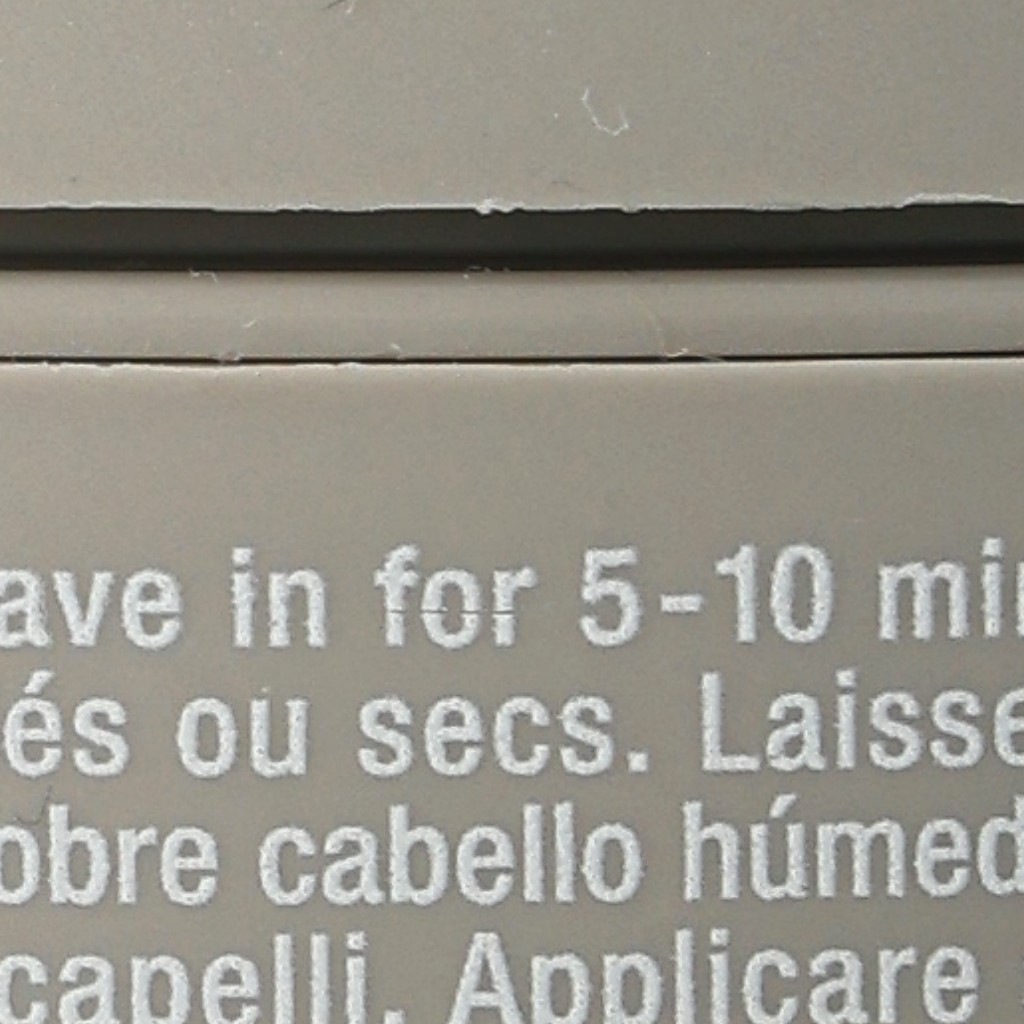 ave in for 5-10 mi
és ou secs. Laisse
obre cabello húmed
capelli. Applicare